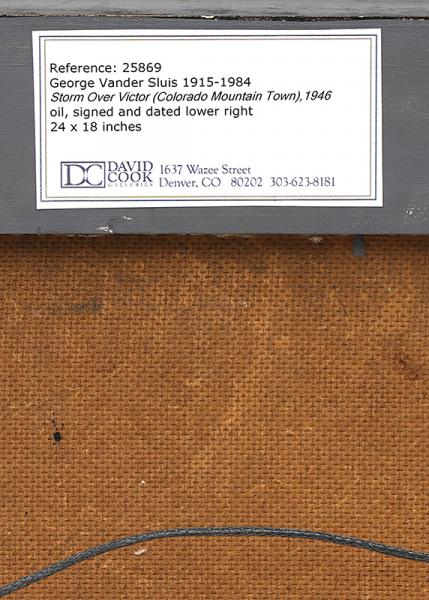 Reference: 25869
George Vander Sluis 1915-1984
Storm Over Victor (Colorado Mountain Town),1946
oil, signed and dated lower right
24 x 18 inches
DC DAVID COOK GALLERIES
1637 Wazee Street
Denver, CO 80202 303-623-8181